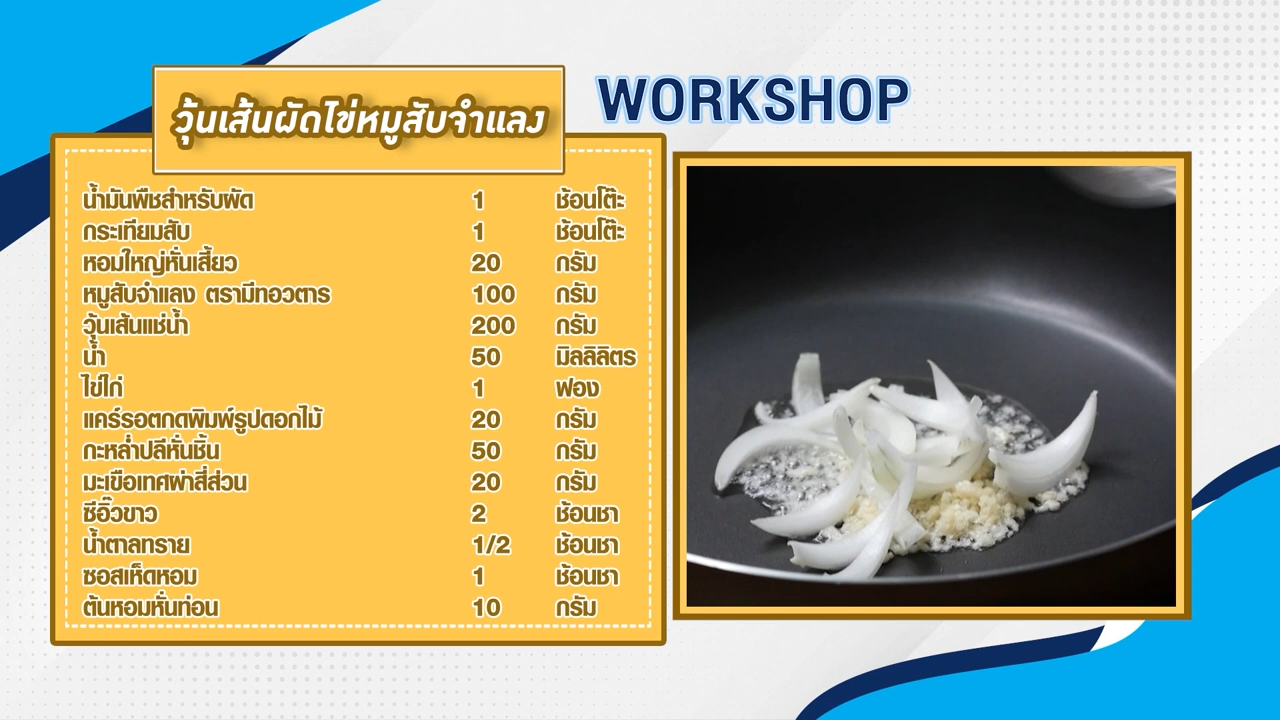 WORKSHOP
วุ้นเส้นผัดไข่หมูสับจำแลง
น้ำมันพืชสำหรับผัด 1 ช้อนโต๊ะ
กระเทียมสับ 1 ช้อนโต๊ะ
หอมใหญ่หั่นเสี้ยว 20 กรัม
หมูสับจำแลง ตรามีทอวตาร 100 กรัม
วุ้นเส้นแช่น้ำ 200 กรัม
น้ำ 50 มิลลิลิตร
ไข่ไก่ 1 ฟอง
แคร์รอตกดพิมพ์รูปดอกไม้ 20 กรัม
กะหล่ำปลีหั่นชิ้น 50 กรัม
มะเขือเทศผ่าสี่ส่วน 20 กรัม
ซีอิ๊วขาว 2 ช้อนชา
น้ำตาลทราย 1/2 ช้อนชา
ซอสเห็ดหอม 1 ช้อนชา
ต้นหอมหั่นท่อน 10 กรัม